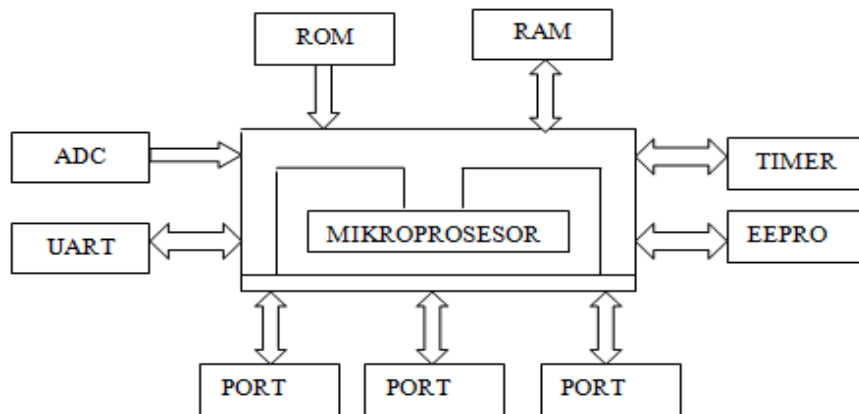 ROM
RAM
ADC
TIMER
MIKROPROSESOR
UART
EEPRO
PORT
PORT
PORT